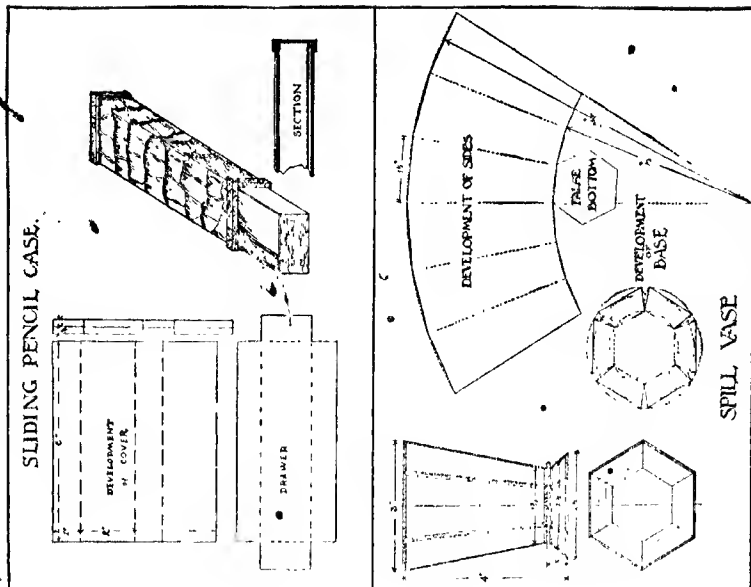 SLIDING PENCIL CASE.
SECTION
DEVELOPMENT
OF COVER
DRAWER
DEVELOPMENT OF SIDES
FALSE
BOTTOM
DEVELOPMENT
OF
BASE
SPILL VASE